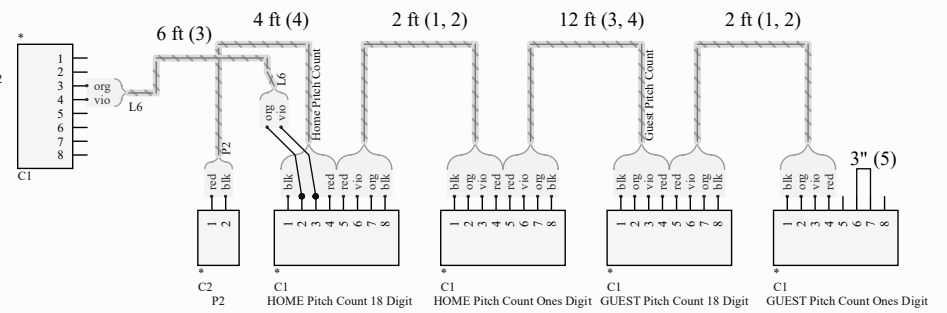 6 ft (3)
4 ft (4)
2 ft (1, 2)
12 ft (3, 4)
2 ft (1, 2)
*
1
2
3
4
5
6
7
8
org
vio
L6
C1
2
L6
org
vio
P2
Home Pitch Count
Guest Pitch Count
3" (5)
red blk
1 2
*
C2
P2
blk red red vio org blk
1 2 3 4 5 6 7 8
*
C1
HOME Pitch Count 18 Digit
blk org vio red red vio org blk
1 2 3 4 5 6 7 8
*
C1
HOME Pitch Count Ones Digit
blk org vio red red vio org blk
1 2 3 4 5 6 7 8
*
C1
GUEST Pitch Count 18 Digit
blk org vio red
1 2 3 4 5 6 7 8
*
C1
GUEST Pitch Count Ones Digit